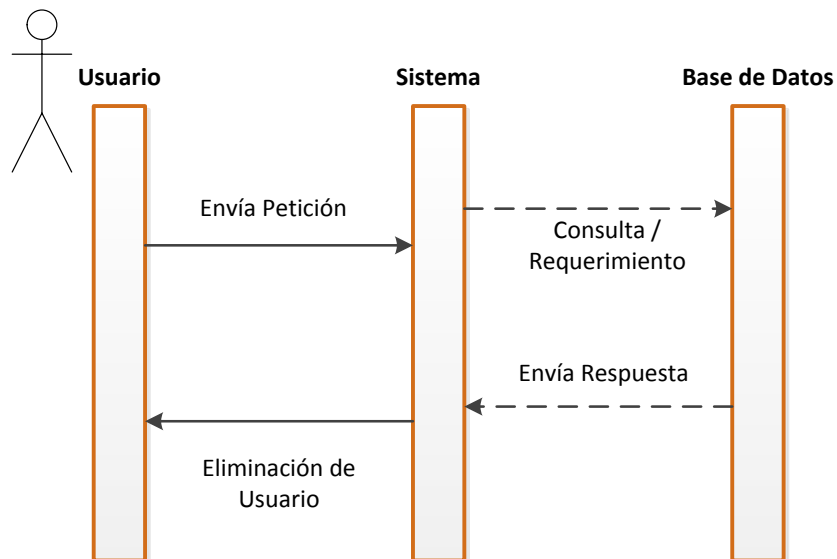 Usuario
Sistema
Base de Datos
Envía Petición
Consulta /
Requerimiento
Envía Respuesta
Eliminación de
Usuario